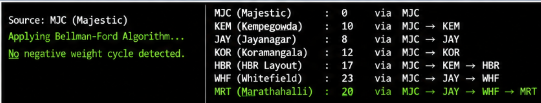 Source: MJC (Majestic)
Applying Bellman-Ford Algorithm...
No negative weight cycle detected.
MJC (Majestic) : 0 via MJC
KEM (Kempegowda) : 10 via MJC → KEM
JAY (Jayanagar) : 8 via MJC → JAY
KOR (Koramangala) : 12 via MJC → KOR
HBR (HBR Layout) : 17 via MJC → KEM → HBR
WHF (Whitefield) : 23 via MJC → JAY → WHF
MRT (Marathahalli) : 20 via MJC → JAY → WHF → MRT